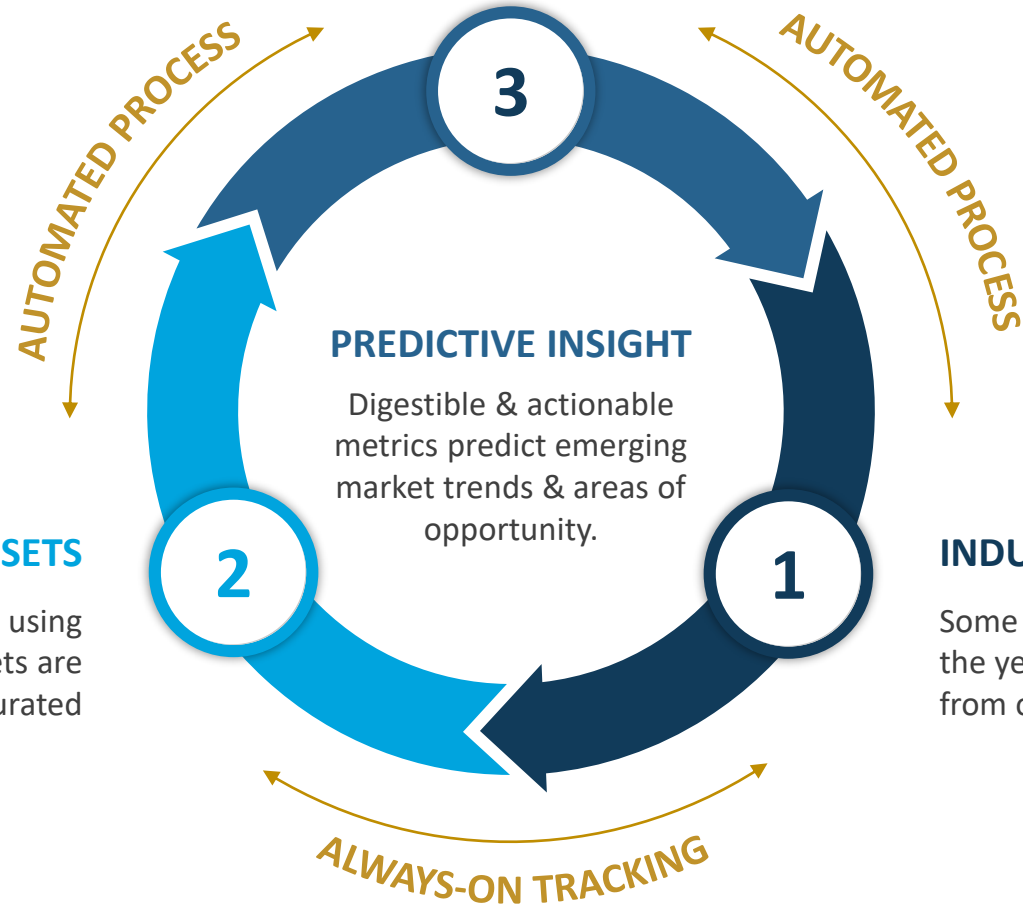 AUTOMATED PROCESS
AUTOMATED PROCESS
3
PREDICTIVE INSIGHT
Digestible & actionable
metrics predict emerging
market trends & areas of
opportunity.
2
SETS
using
ets are
urated
1
INDU
Some
the ye
from
ALWAYS-ON TRACKING